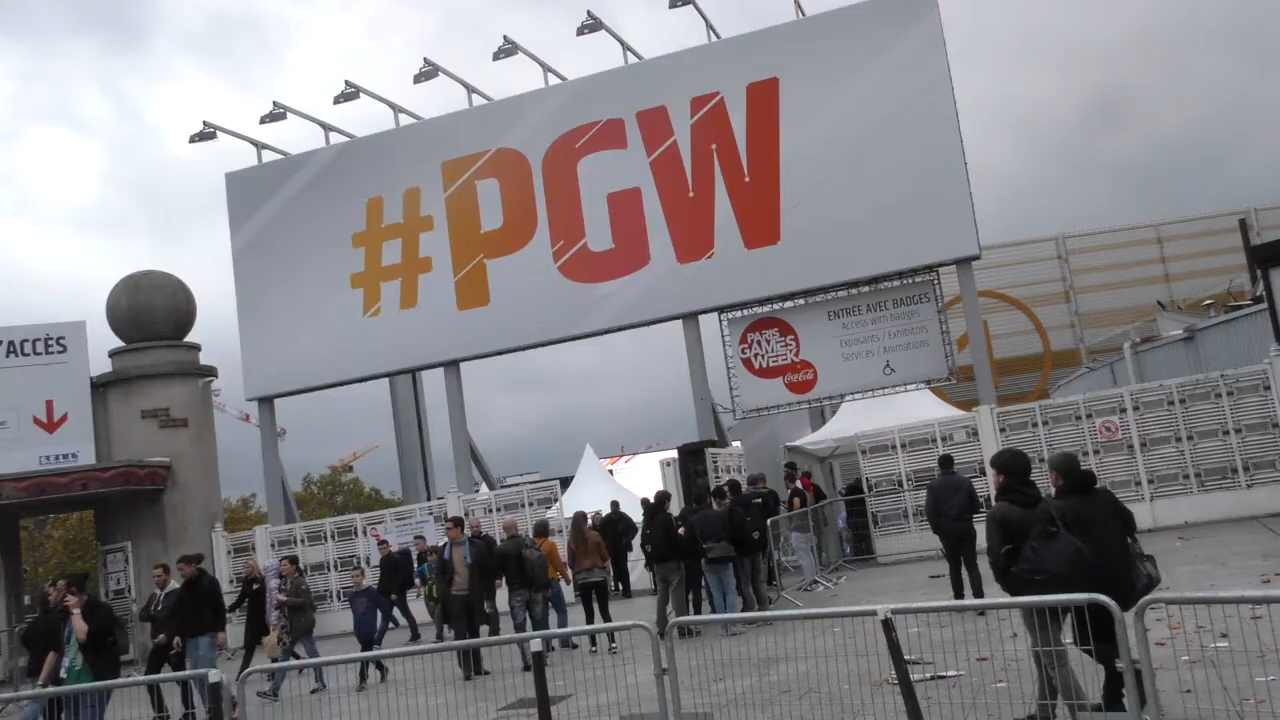 #PGW
'ACCÈS
S.E.L.L.
PARIS
GAMES
WEEK
Coca-Cola
ENTRÉE AVEC BADGES
Access with badges
Exposants / Exhibitors
Services / Animations